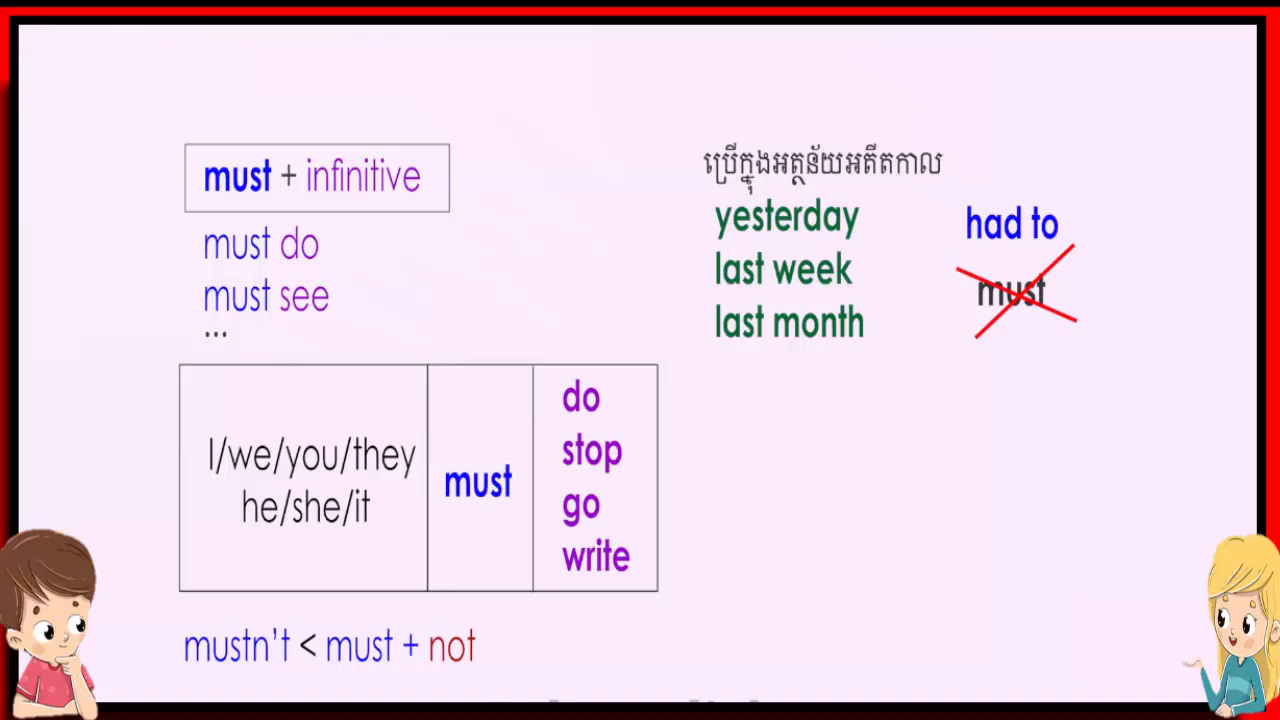 must + infinitive
must do
must see
...
I/we/you/they
he/she/it
must
do
stop
go
write
mustn't < must + not
ប្រើក្នុងអត្ថន័យអតីតកាល
yesterday
last week
last month
had to
must